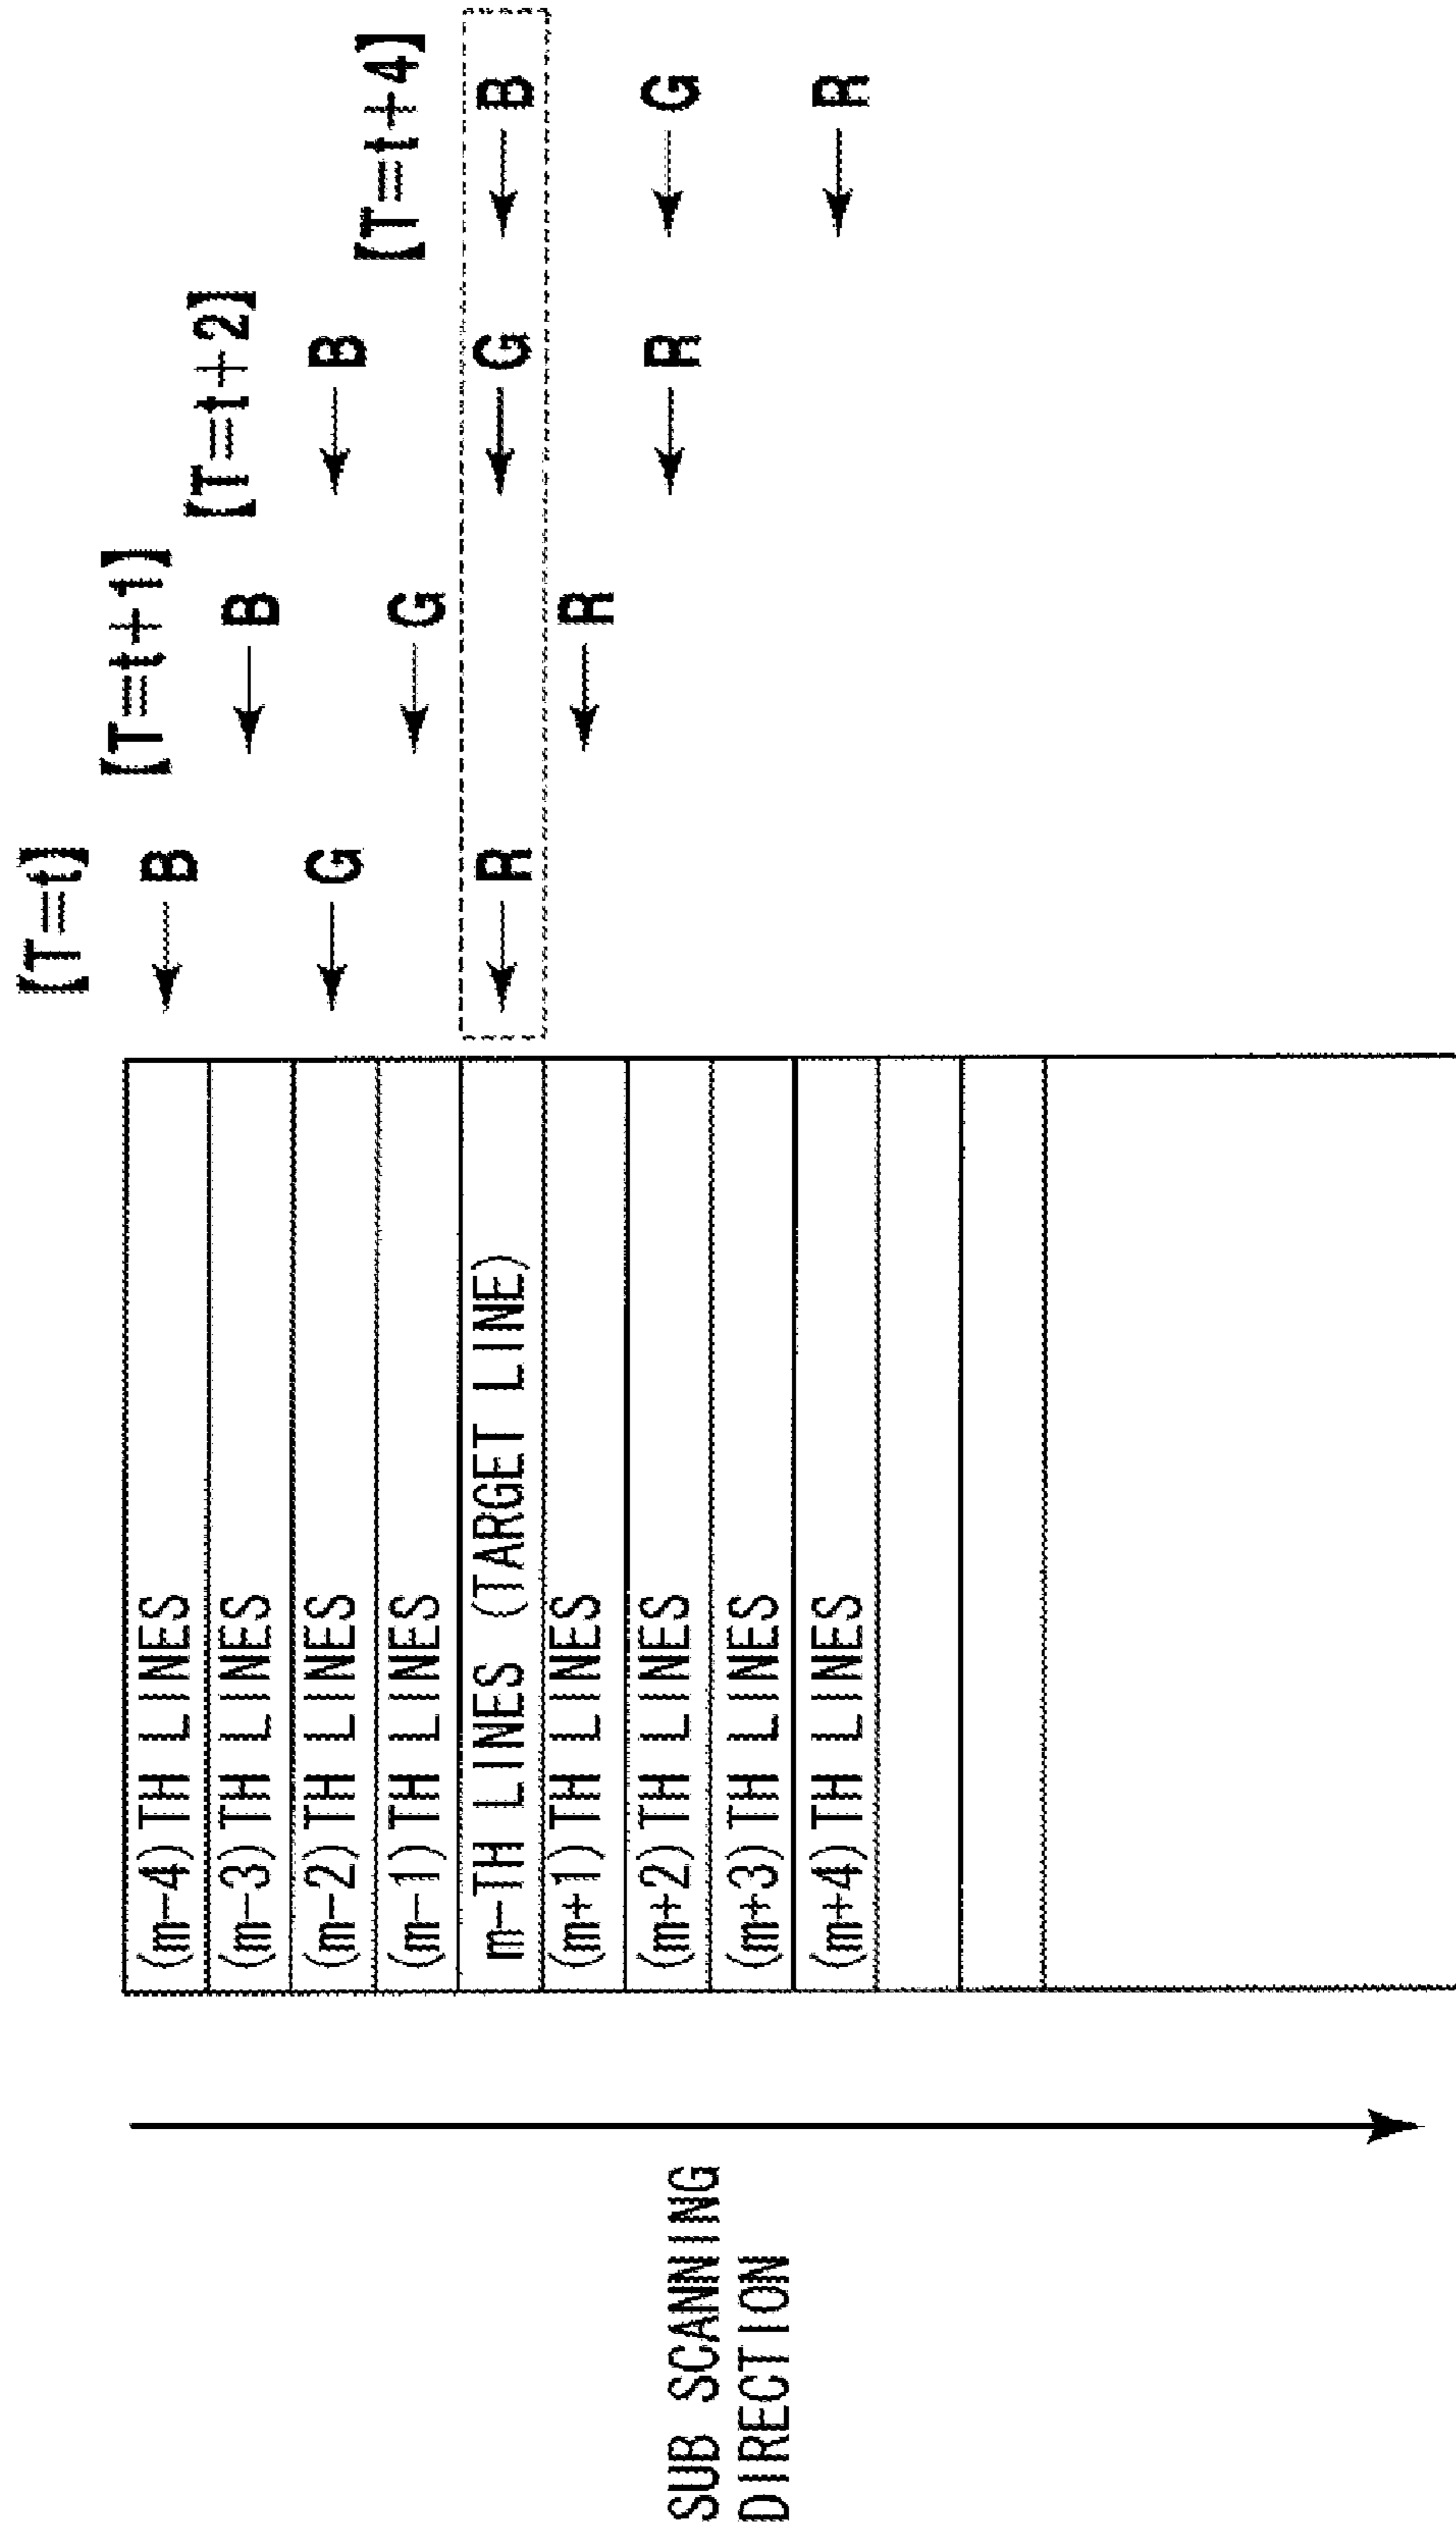 SUB SCANNING
DIRECTION
(m-4)TH LINES
(m-3)TH LINES
(m-2)TH LINES
(m-1)TH LINES
m-TH LINES (TARGET LINE)
(m+1)TH LINES
(m+2)TH LINES
(m+3)TH LINES
(m+4)TH LINES
【T=t】
B
G
R
【T=t+1】
B
G
R
【T=t+2】
B
G
R
【T=t+4】
B
G
R